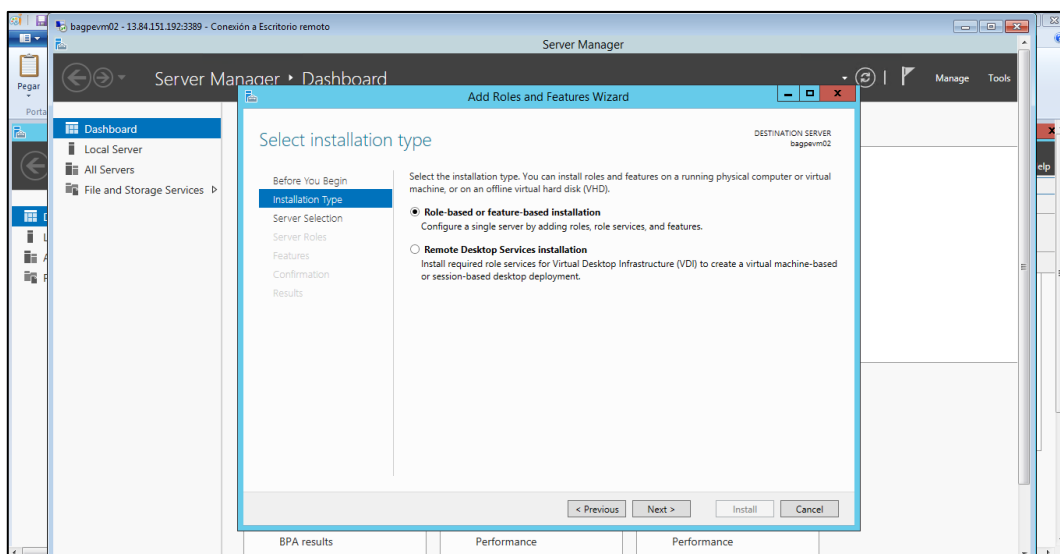 bagpevm02 - 13.84.151.192:3389 - Conexión a Escritorio remoto
Server Manager
Pegar
Server Manager • Dashboard
Manage Tools
Add Roles and Features Wizard
Dashboard
Local Server
All Servers
File and Storage Services
Select installation type
DESTINATION SERVER
bagpevm02
Before You Begin
Installation Type
Server Selection
Server Roles
Features
Confirmation
Results
Select the installation type. You can install roles and features on a running physical computer or virtual
machine, or on an offline virtual hard disk (VHD).
Role-based or feature-based installation
Configure a single server by adding roles, role services, and features.
Remote Desktop Services installation
Install required role services for Virtual Desktop Infrastructure (VDI) to create a virtual machine-based
or session-based desktop deployment.
< Previous Next > Install Cancel
BPA results Performance Performance